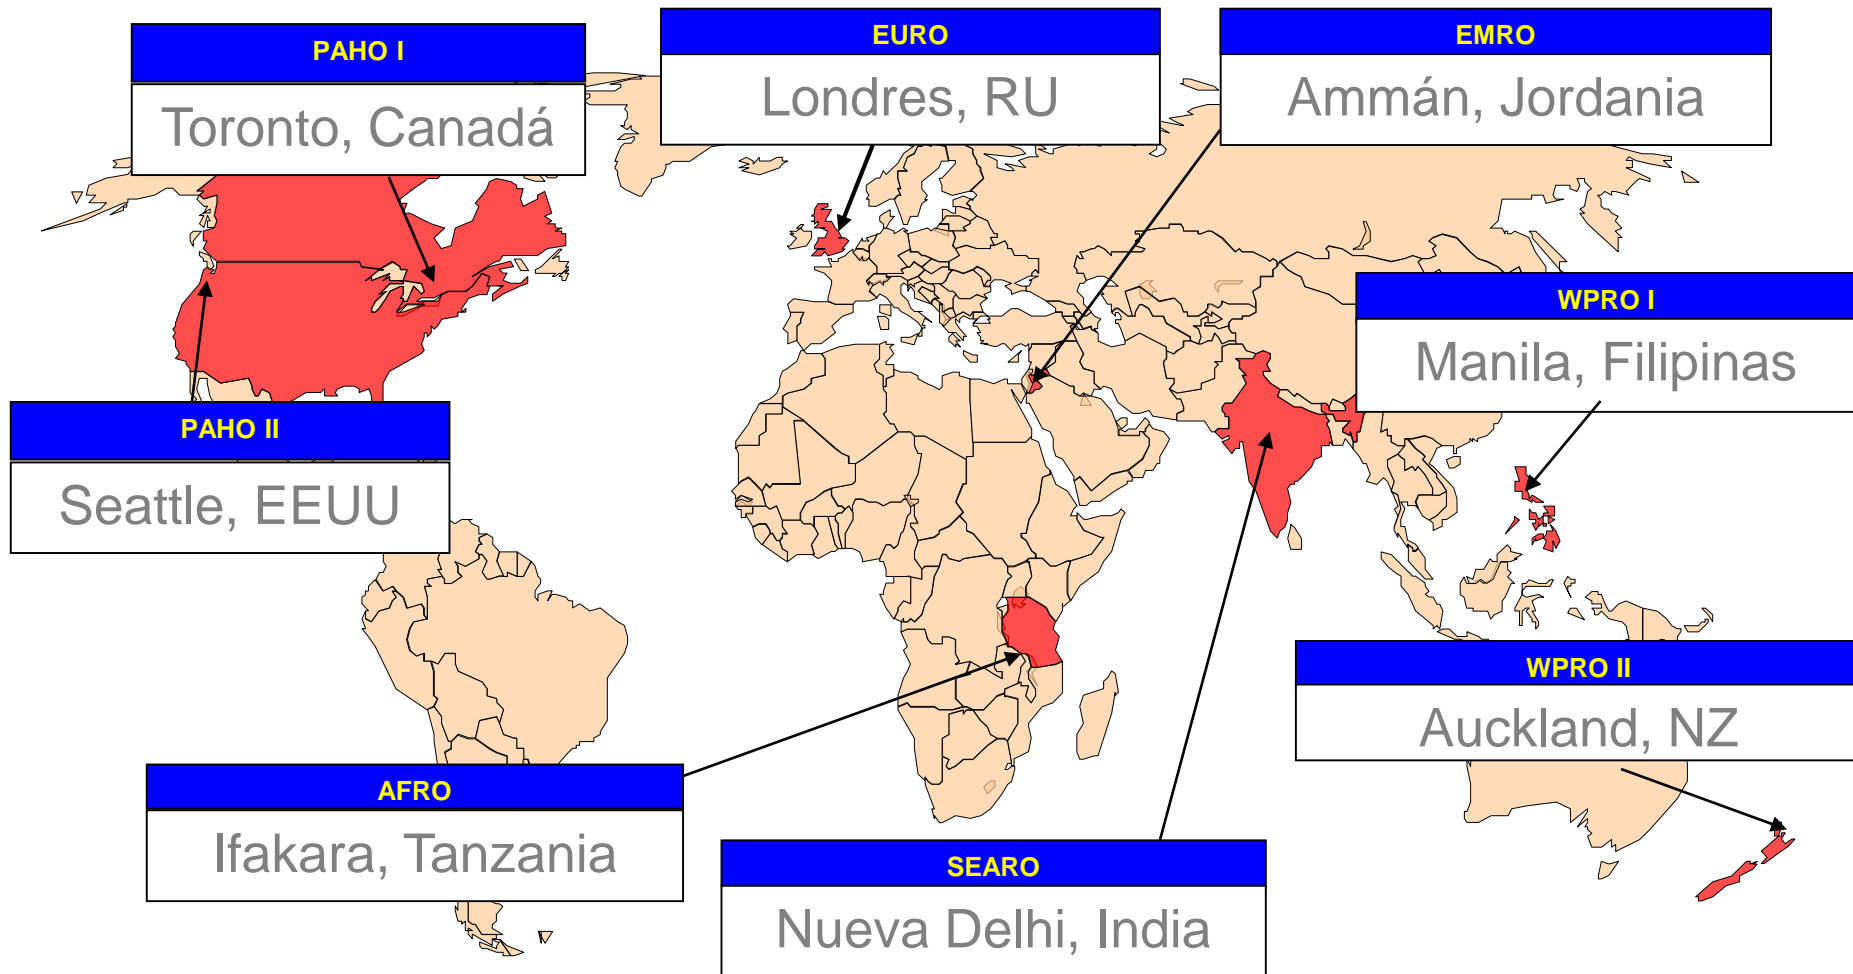 PAHO I
Toronto, Canadá
EURO
Londres, RU
EMRO
Ammán, Jordania
WPRO I
Manila, Filipinas
PAHO II
Seattle, EEUU
WPRO II
Auckland, NZ
AFRO
Ifakara, Tanzania
SEARO
Nueva Delhi, India